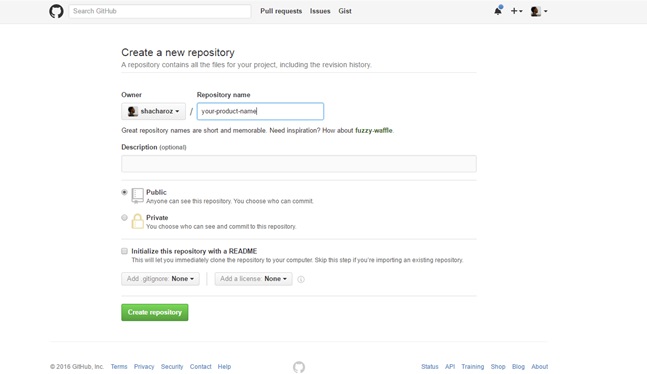 Search GitHub Pull requests Issues Gist
Create a new repository
A repository contains all the files for your project, including the revision history.
Owner Repository name
shacharoz / your-product-name
Great repository names are short and memorable. Need inspiration? How about fuzzy-waffle.
Description (optional)
Public
Anyone can see this repository. You choose who can commit.
Private
You choose who can see and commit to this repository.
Initialize this repository with a README
This will let you immediately clone the repository to your computer. Skip this step if you're importing an existing repository.
Add .gitignore: None Add a license: None
Create repository
© 2016 GitHub, Inc. Terms Privacy Security Contact Help Status API Training Shop Blog About